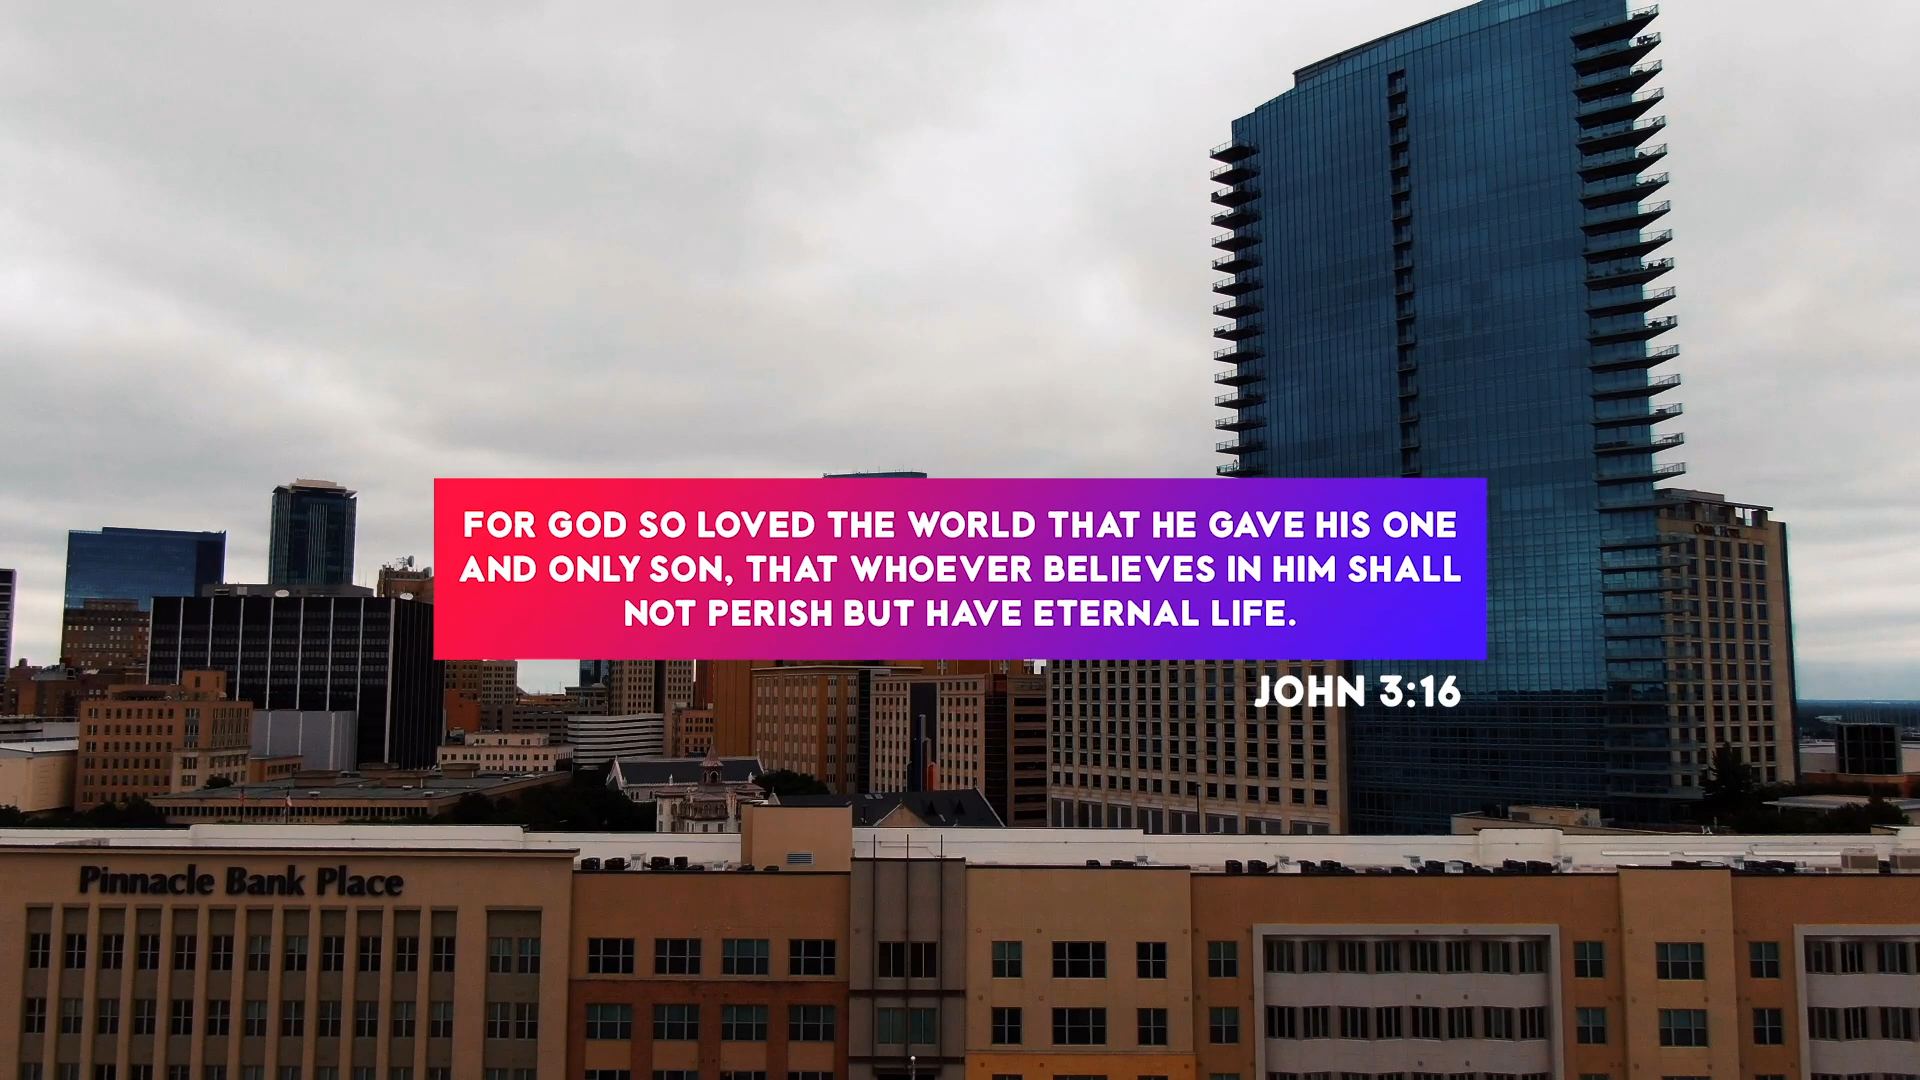 FOR GOD SO LOVED THE WORLD THAT HE GAVE HIS ONE
AND ONLY SON, THAT WHOEVER BELIEVES IN HIM SHALL
NOT PERISH BUT HAVE ETERNAL LIFE.
JOHN 3:16
Pinnacle Bank Place